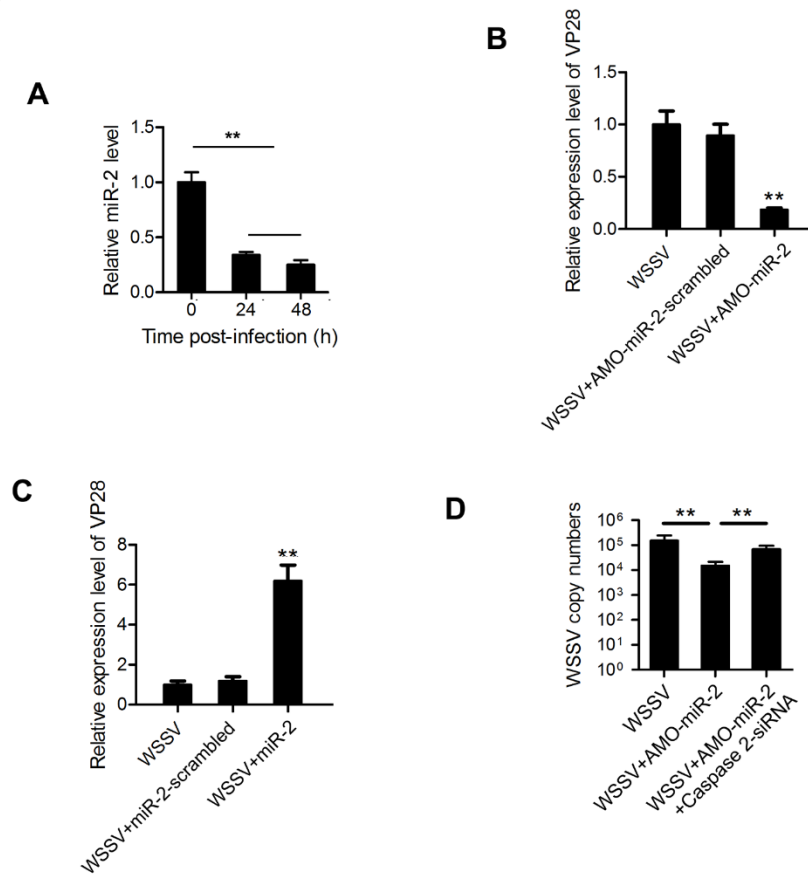 A
Relative miR-2 level
1.5
1.0
0.5
0.0
**
0 24 48
Time post-infection (h)
B
Relative expression level of VP28
1.5
1.0
0.5
0.0
**
WSSV
WSSV+AMO-miR-2-scrambled
WSSV+AMO-miR-2
C
Relative expression level of VP28
8
6
4
2
0
**
WSSV
WSSV+miR-2-scrambled
WSSV+miR-2
D
WSSV copy numbers
10⁶
10⁵
10⁴
10³
10²
10¹
10⁰
** **
WSSV
WSSV+AMO-miR-2
WSSV+AMO-miR-2
+Caspase 2-siRNA